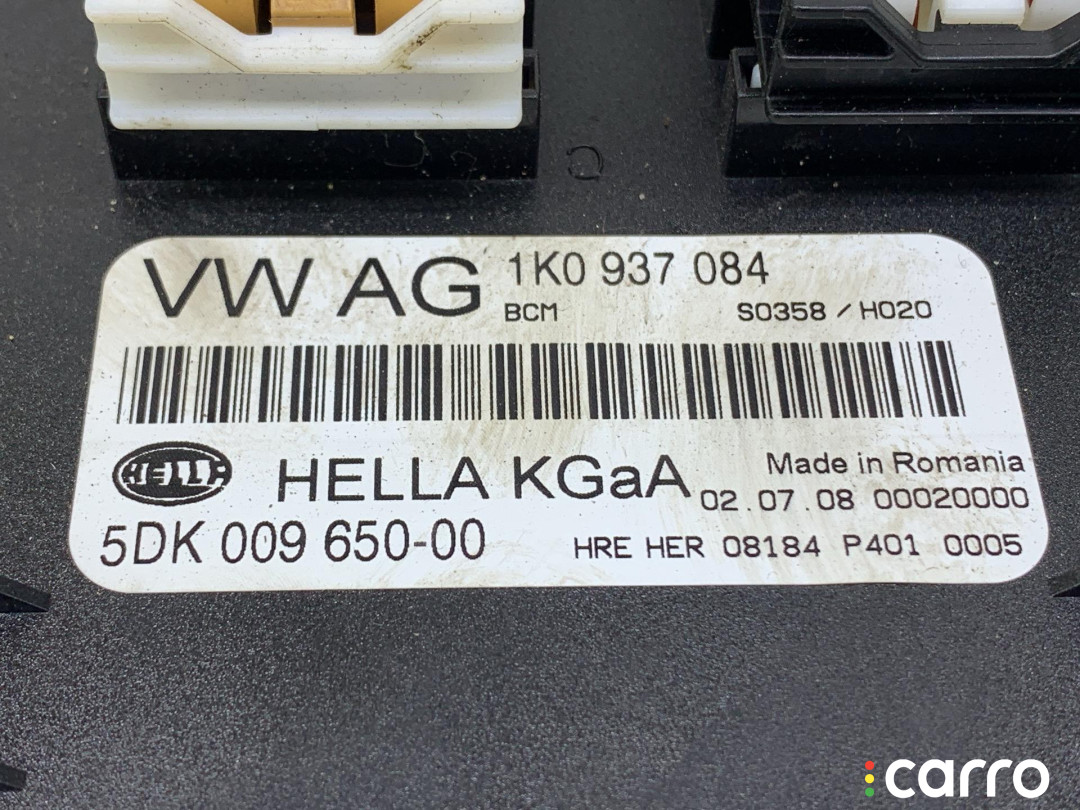 VW AG 1K0 937 084
BCM S0358 / H020
HELLA HELLA KGaA Made in Romania
02.07.08 00020000
5DK 009 650-00 HRE HER 08184 P401 0005
carro